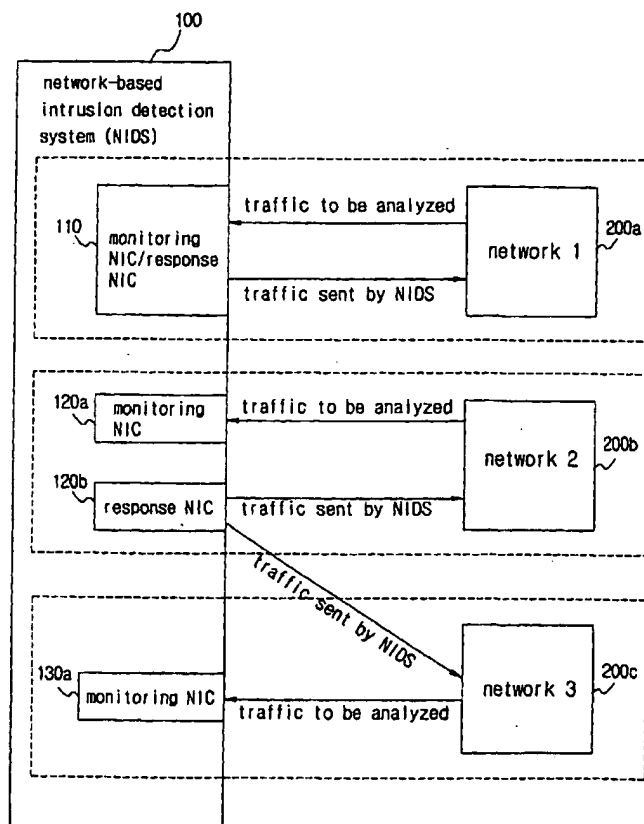 100
network-based
intrusion detection
system (NIDS)
110
monitoring
NIC/response
NIC
traffic to be analyzed
traffic sent by NIDS
network 1
200a
120a
monitoring
NIC
traffic to be analyzed
network 2
200b
120b
response NIC
traffic sent by NIDS
traffic sent by NIDS
130a
monitoring NIC
traffic to be analyzed
network 3
200c